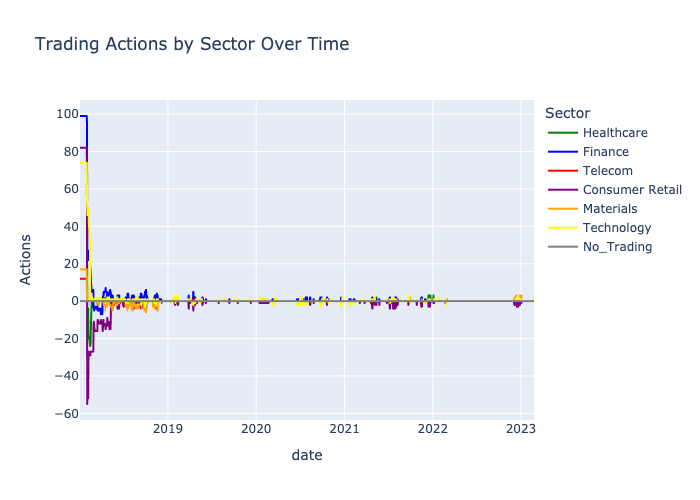 Trading Actions by Sector Over Time
Sector
Healthcare
Finance
Telecom
Consumer Retail
Materials
Technology
No_Trading
Actions
100
80
60
40
20
0
−20
−40
−60
2019
2020
2021
2022
2023
date